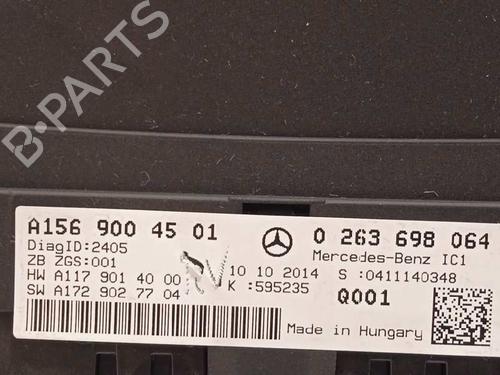 A156 900 45 01
0 263 698 064
DiagID:2405
Mercedes-Benz IC1
ZB ZGS:001
10 10 2014
S :0411140348
HW A117 901 40 00
K :595235
Q001
SW A172 902 77 04
Made in Hungary
B-PARTS